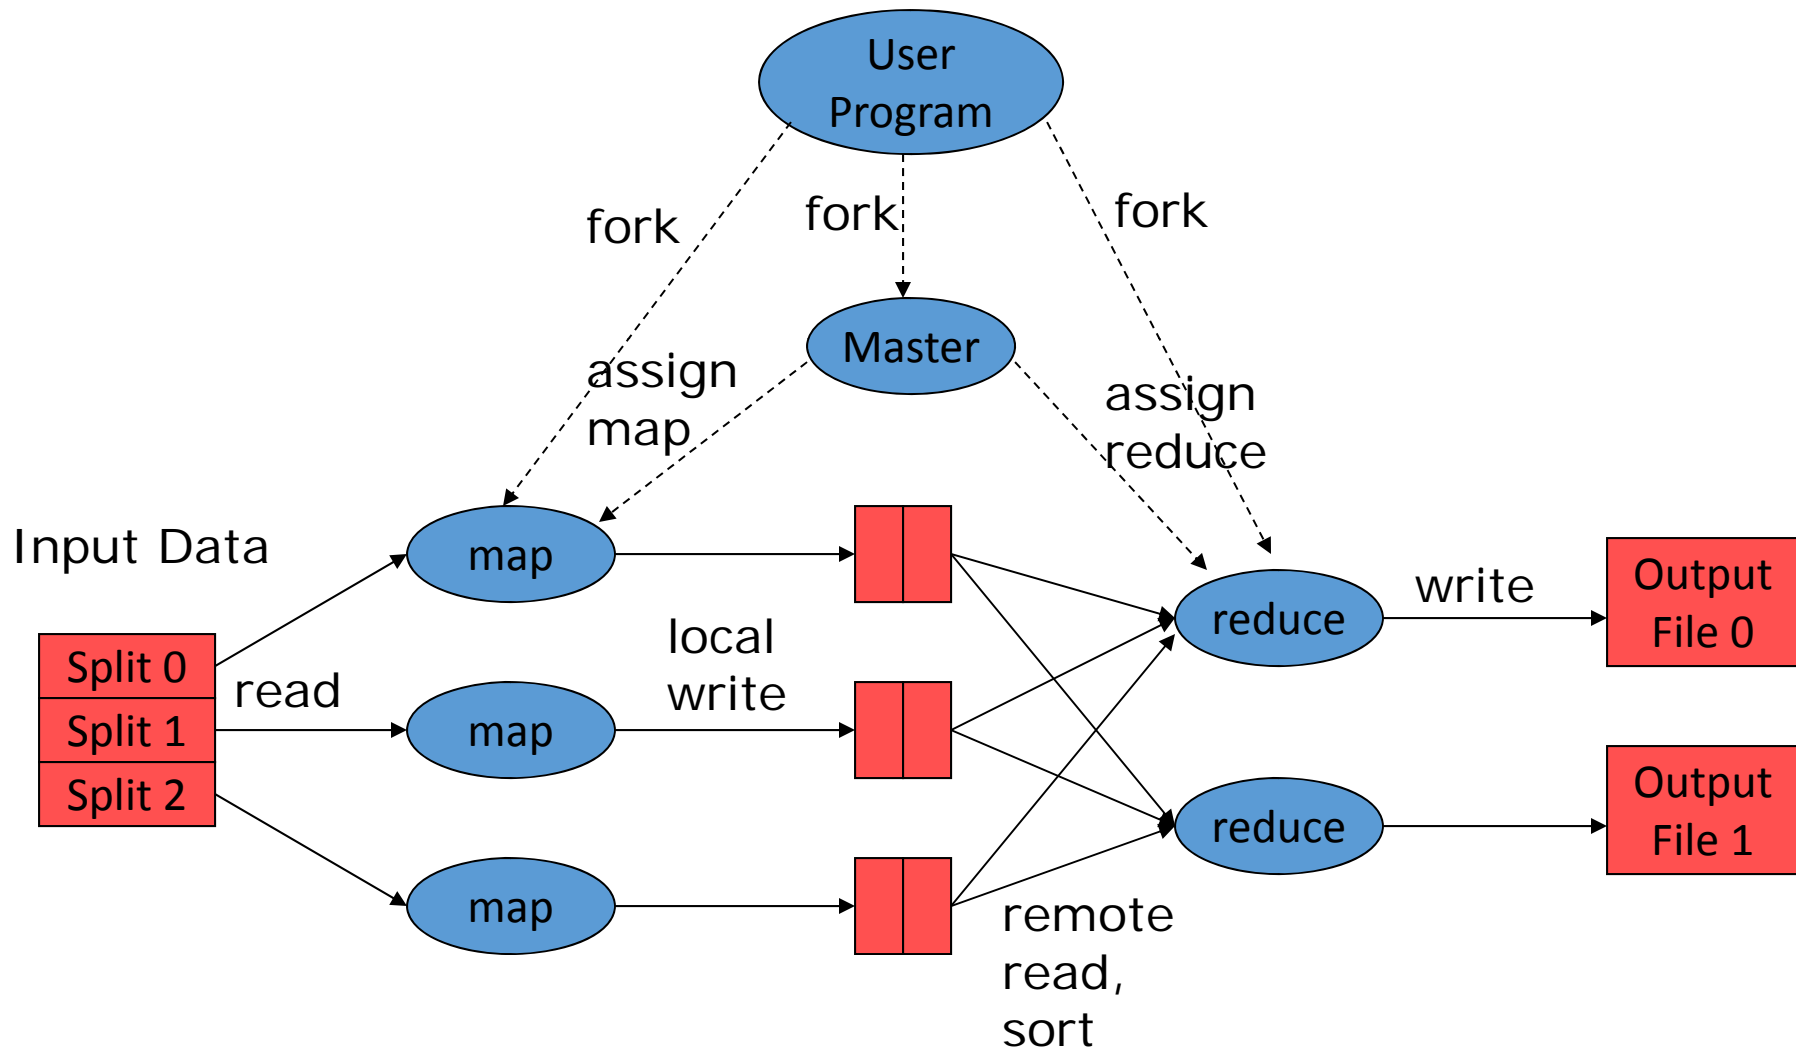 User
Program
fork
fork
fork
Master
assign
map
assign
reduce
Input Data
map
Split 0
Split 1
Split 2
read
map
local
write
map
reduce
write
Output
File 0
reduce
Output
File 1
remote
read,
sort